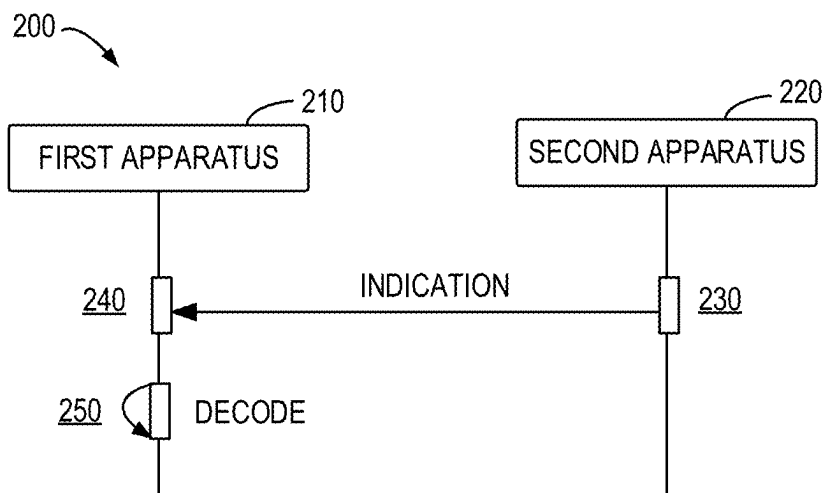 200
210
220
FIRST APPARATUS
SECOND APPARATUS
INDICATION
240
230
250
DECODE